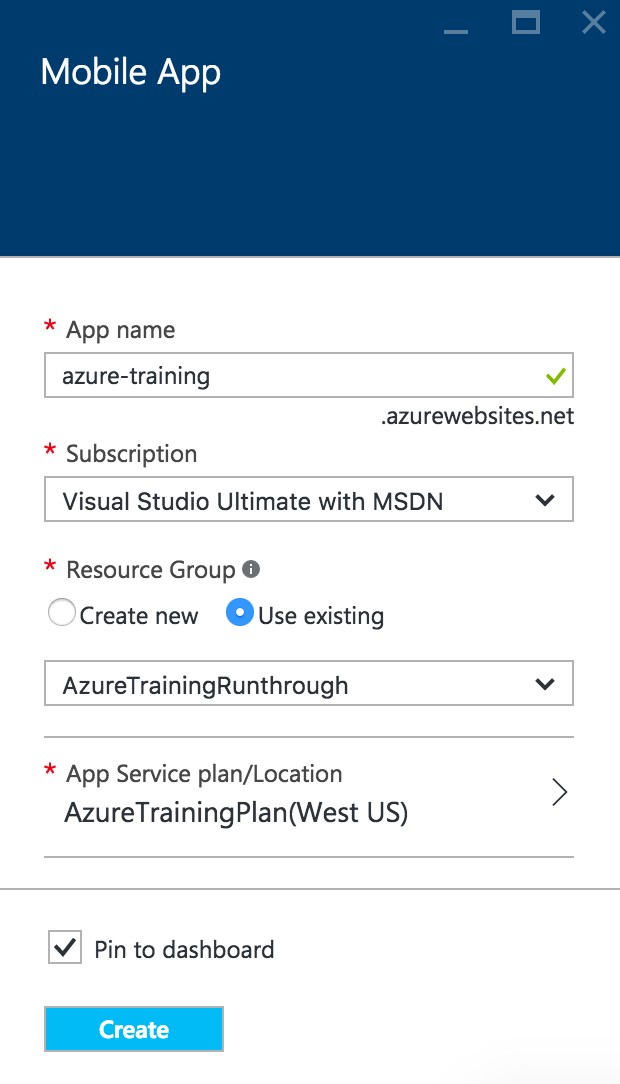 Mobile App
* App name
azure-training
.azurewebsites.net
* Subscription
Visual Studio Ultimate with MSDN
* Resource Group
Create new Use existing
AzureTrainingRunthrough
* App Service plan/Location
AzureTrainingPlan(West US)
Pin to dashboard
Create